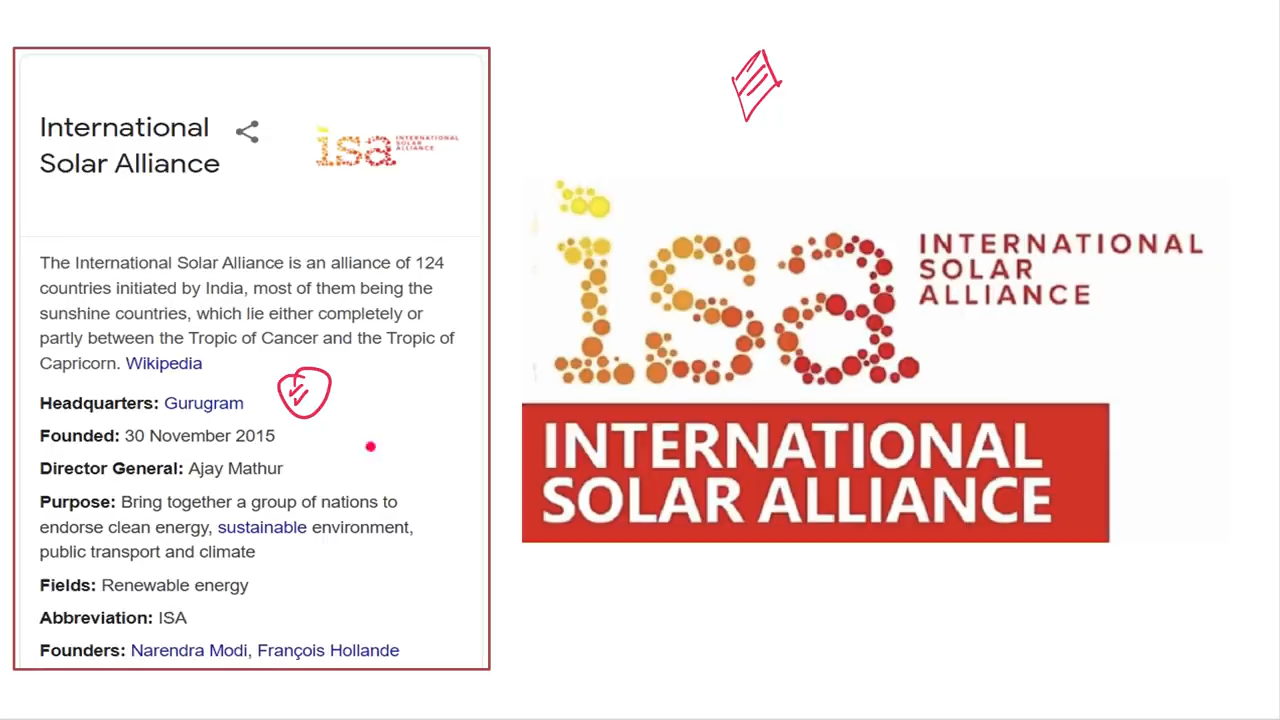 International
Solar Alliance
isa INTERNATIONAL
SOLAR
ALLIANCE
The International Solar Alliance is an alliance of 124
countries initiated by India, most of them being the
sunshine countries, which lie either completely or
partly between the Tropic of Cancer and the Tropic of
Capricorn. Wikipedia
Headquarters: Gurugram
Founded: 30 November 2015
Director General: Ajay Mathur
Purpose: Bring together a group of nations to
endorse clean energy, sustainable environment,
public transport and climate
Fields: Renewable energy
Abbreviation: ISA
Founders: Narendra Modi, François Hollande
isa INTERNATIONAL
SOLAR
ALLIANCE
INTERNATIONAL
SOLAR ALLIANCE